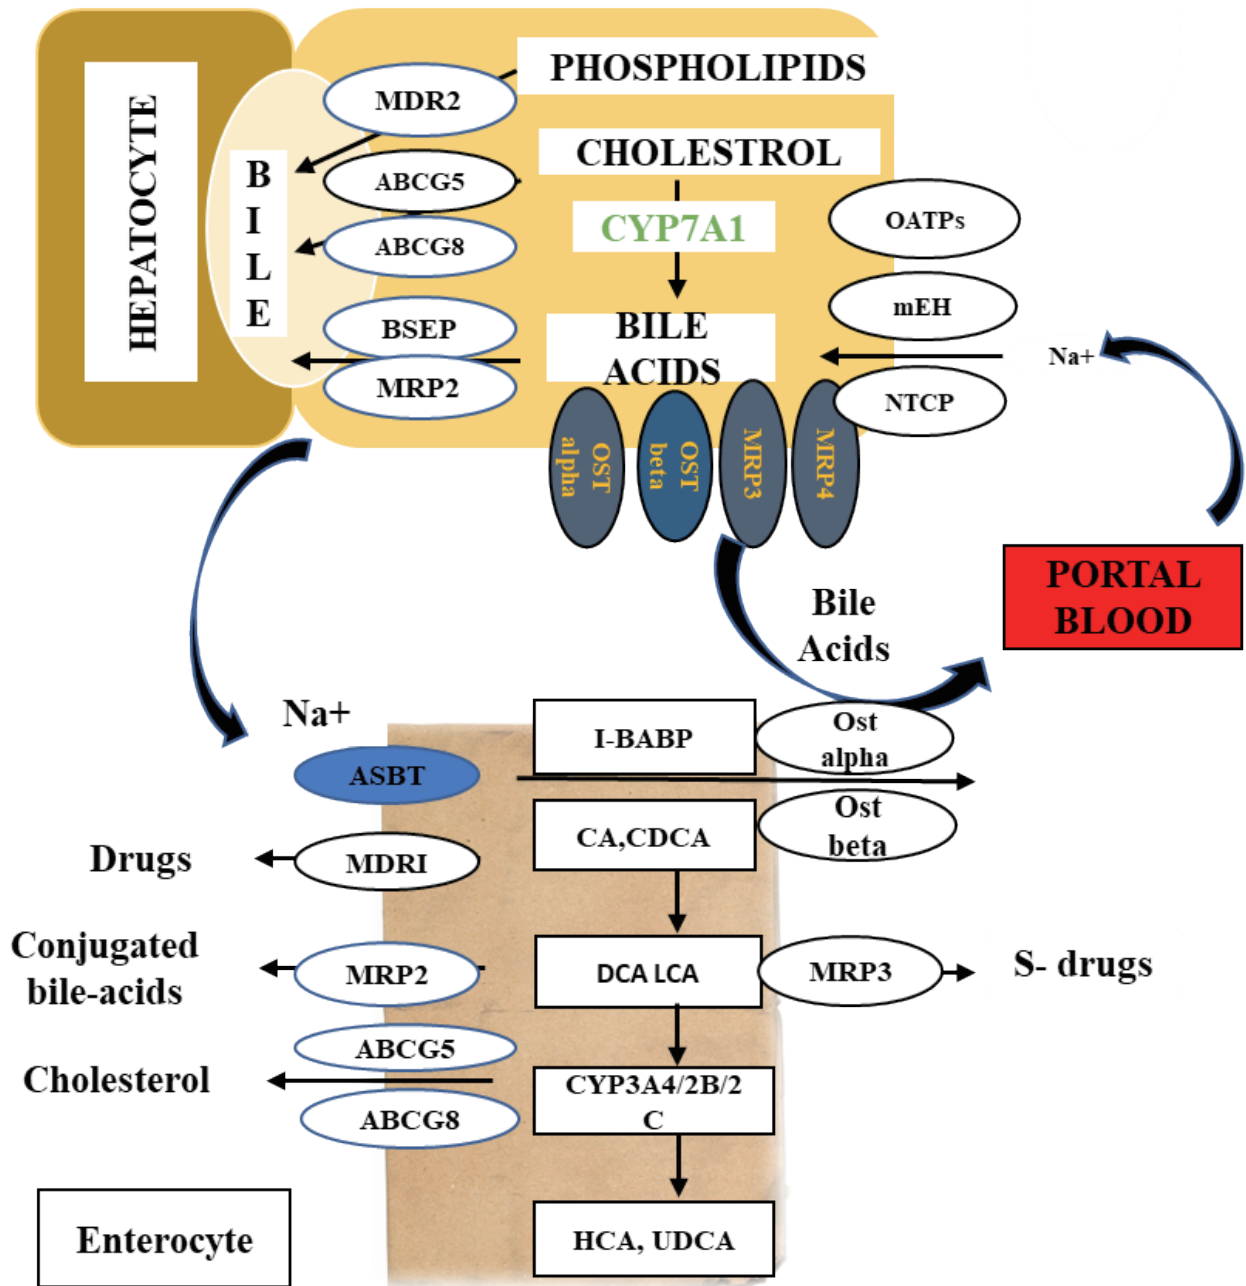 HEPATOCYTE
B
I
L
E
PHOSPHOLIPIDS
MDR2
CHOLESTROL
ABCG5
CYP7A1
ABCG8
OATPs
mEH
BSEP
BILE
ACIDS
Na+
MRP2
NTCP
OST
alpha
OST
beta
MRP3
MRP4
PORTAL
BLOOD
Bile
Acids
Na+
I-BABP
Ost
alpha
ASBT
Ost
beta
CA,CDCA
Drugs
MDRI
Conjugated
bile-acids
MRP2
DCA LCA
MRP3
S- drugs
ABCG5
Cholesterol
ABCG8
CYP3A4/2B/2
C
Enterocyte
HCA, UDCA